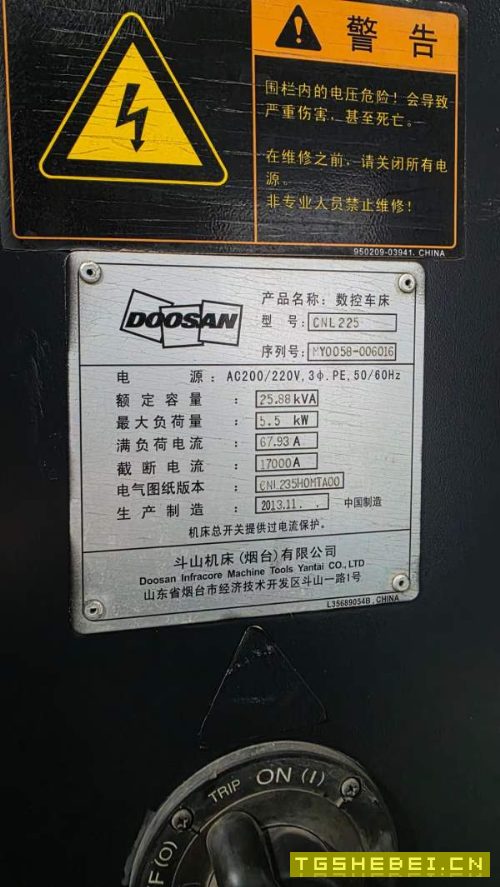 警 告
围栏内的电压危险！会导致
严重伤害，甚至死亡。
在维修之前，请关闭所有电
源。
非专业人员禁止维修！
950209-03941. CHINA
DOOSAN
产品名称：数控车床
型 号：CNL225
序列号：MY0058-006016
电 源：AC200/220V, 3Φ. PE, 50/60Hz
额定容量：25.88 kVA
最大负荷量：5.5 kW
满负荷电流：67.93 A
截断电流：17000A
电气图纸版本：CNL235HOMTA00
生产制造：2013.11. . 中国制造
机床总开关提供过电流保护。
斗山机床（烟台）有限公司
Doosan Infracore Machine Tools Yantai CO., LTD
山东省烟台市经济技术开发区斗山一路1号
L35689054B, CHINA
TRIP ON (I)
F (O)
TGSHEBEI.CN